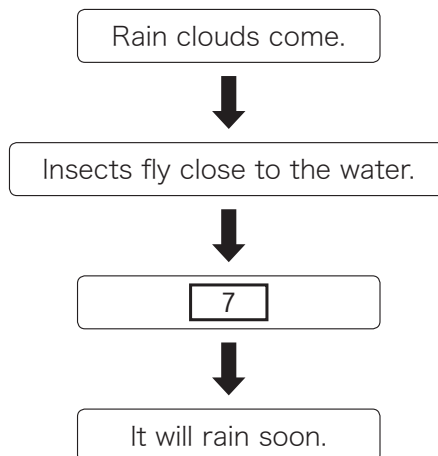 Rain clouds come.
Insects fly close to the water.
7
It will rain soon.